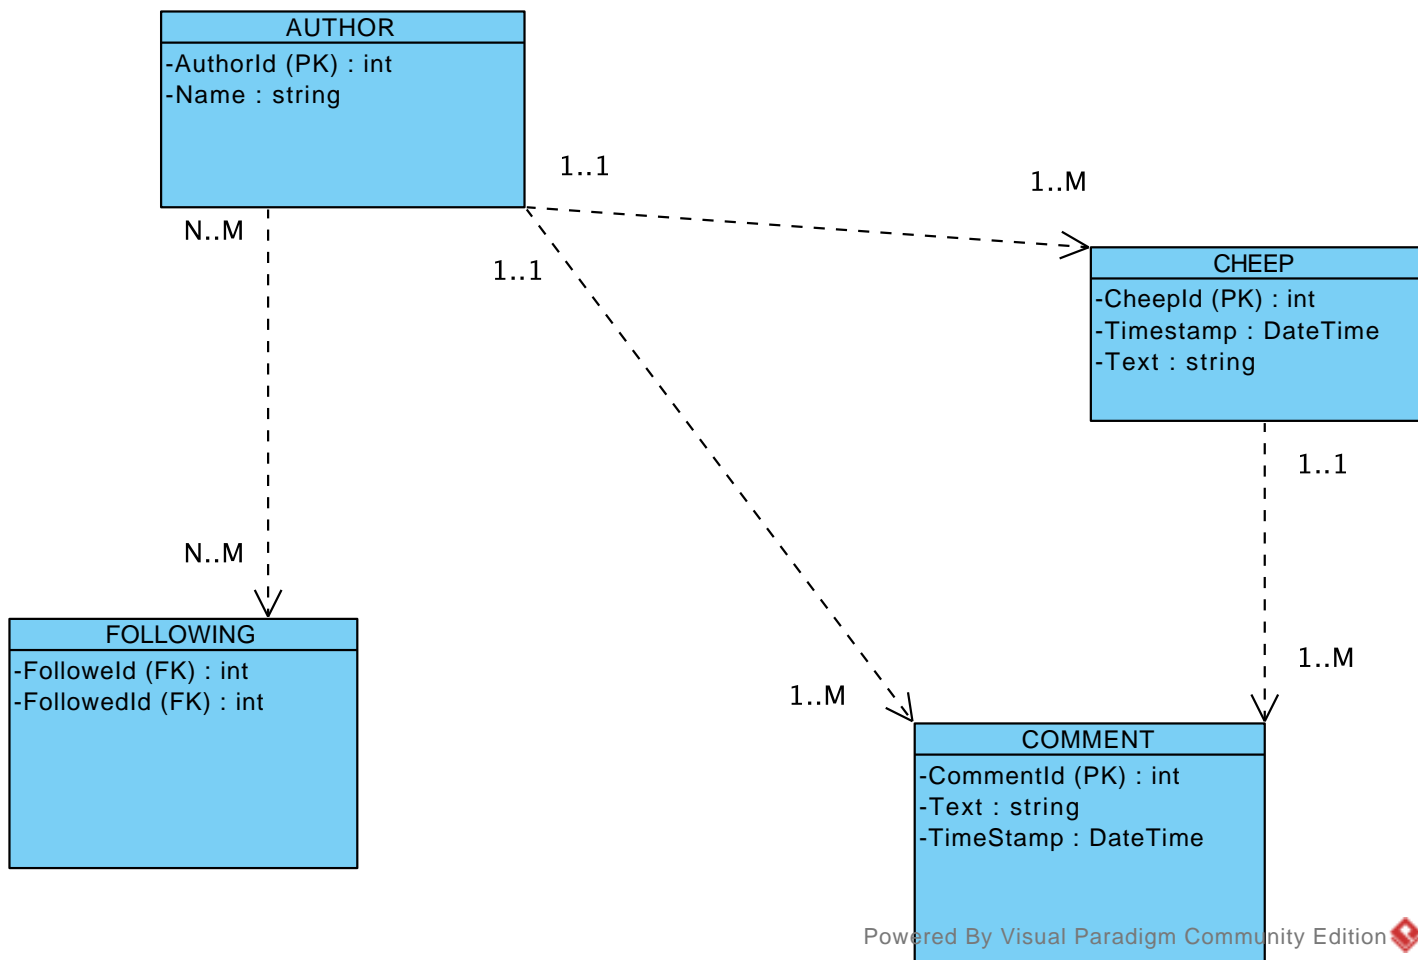 AUTHOR
-AuthorId (PK) : int
-Name : string
1..1
1..M
N..M
1..1
CHEEP
-CheepId (PK) : int
-Timestamp : DateTime
-Text : string
1..1
N..M
FOLLOWING
-FolloweId (FK) : int
-FollowedId (FK) : int
1..M
1..M
COMMENT
-CommentId (PK) : int
-Text : string
-TimeStamp : DateTime
Powered By Visual Paradigm Community Edition